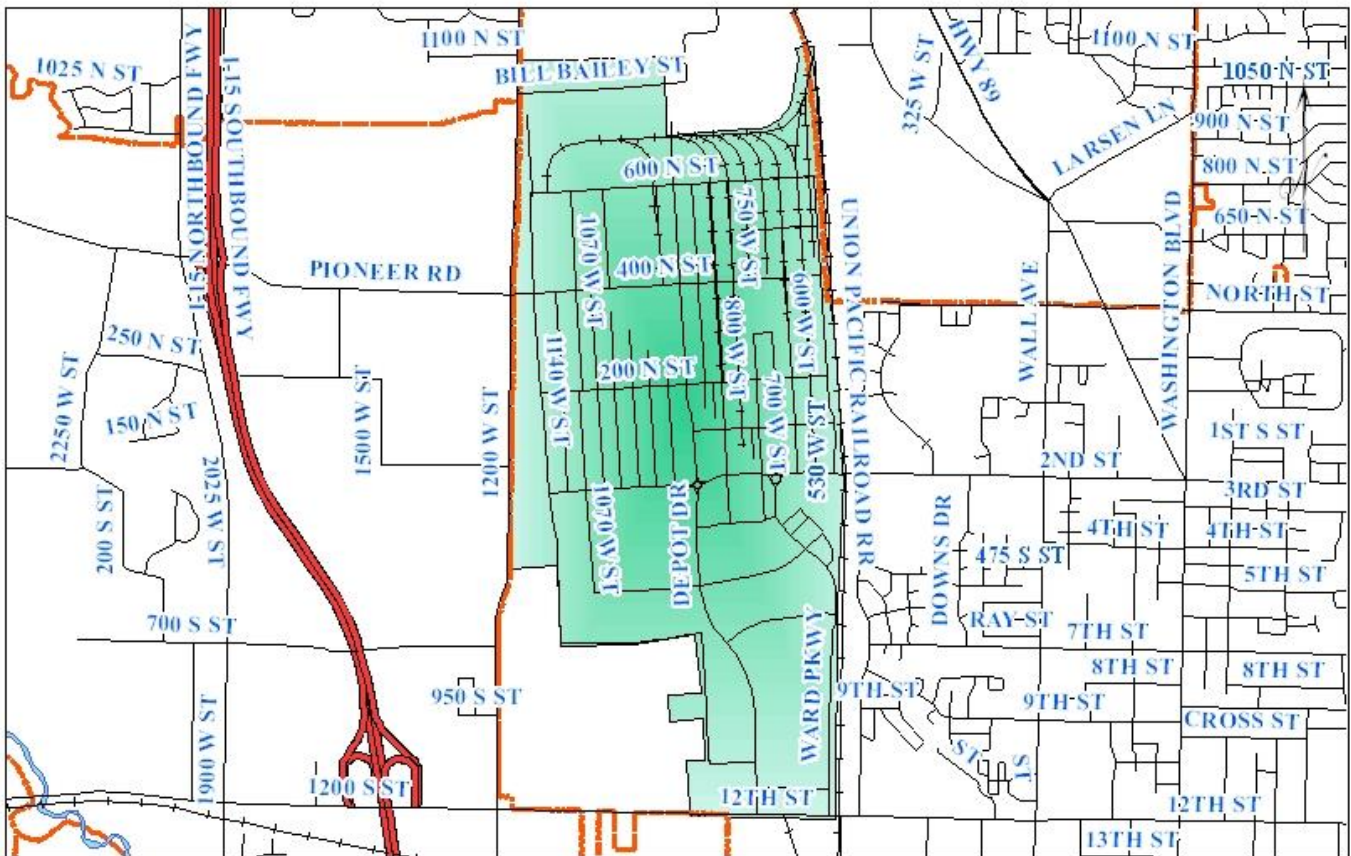 1100 N ST
1025 N ST
BILL BAILEY ST
I-15 NORTHBOUND FWY
I-15 SOUTHBOUND FWY
325 W ST
HWY 89
1100 N ST
1050 N ST
900 N ST
LARSEN LN
800 N ST
650 N ST
600 N ST
750 W ST
1070 W ST
400 N ST
PIONEER RD
UNION PACIFIC RAILROAD RR
WASHINGTON BLVD
WALL AVE
NORTH ST
600 W ST
800 W ST
250 N ST
2250 W ST
150 N ST
1140 W ST
200 N ST
700 W ST
530 W ST
1500 W ST
1200 W ST
1ST S ST
2ND ST
3RD ST
200 S ST
2025 W ST
1070 W ST
DEPOT DR
DOWNS DR
4TH ST
4TH ST
475 S ST
5TH ST
700 S ST
RAY ST
7TH ST
8TH ST
8TH ST
950 S ST
WARD PKWY
9TH ST
9TH ST
CROSS ST
1900 W ST
ST
ST
1200 S ST
12TH ST
12TH ST
13TH ST